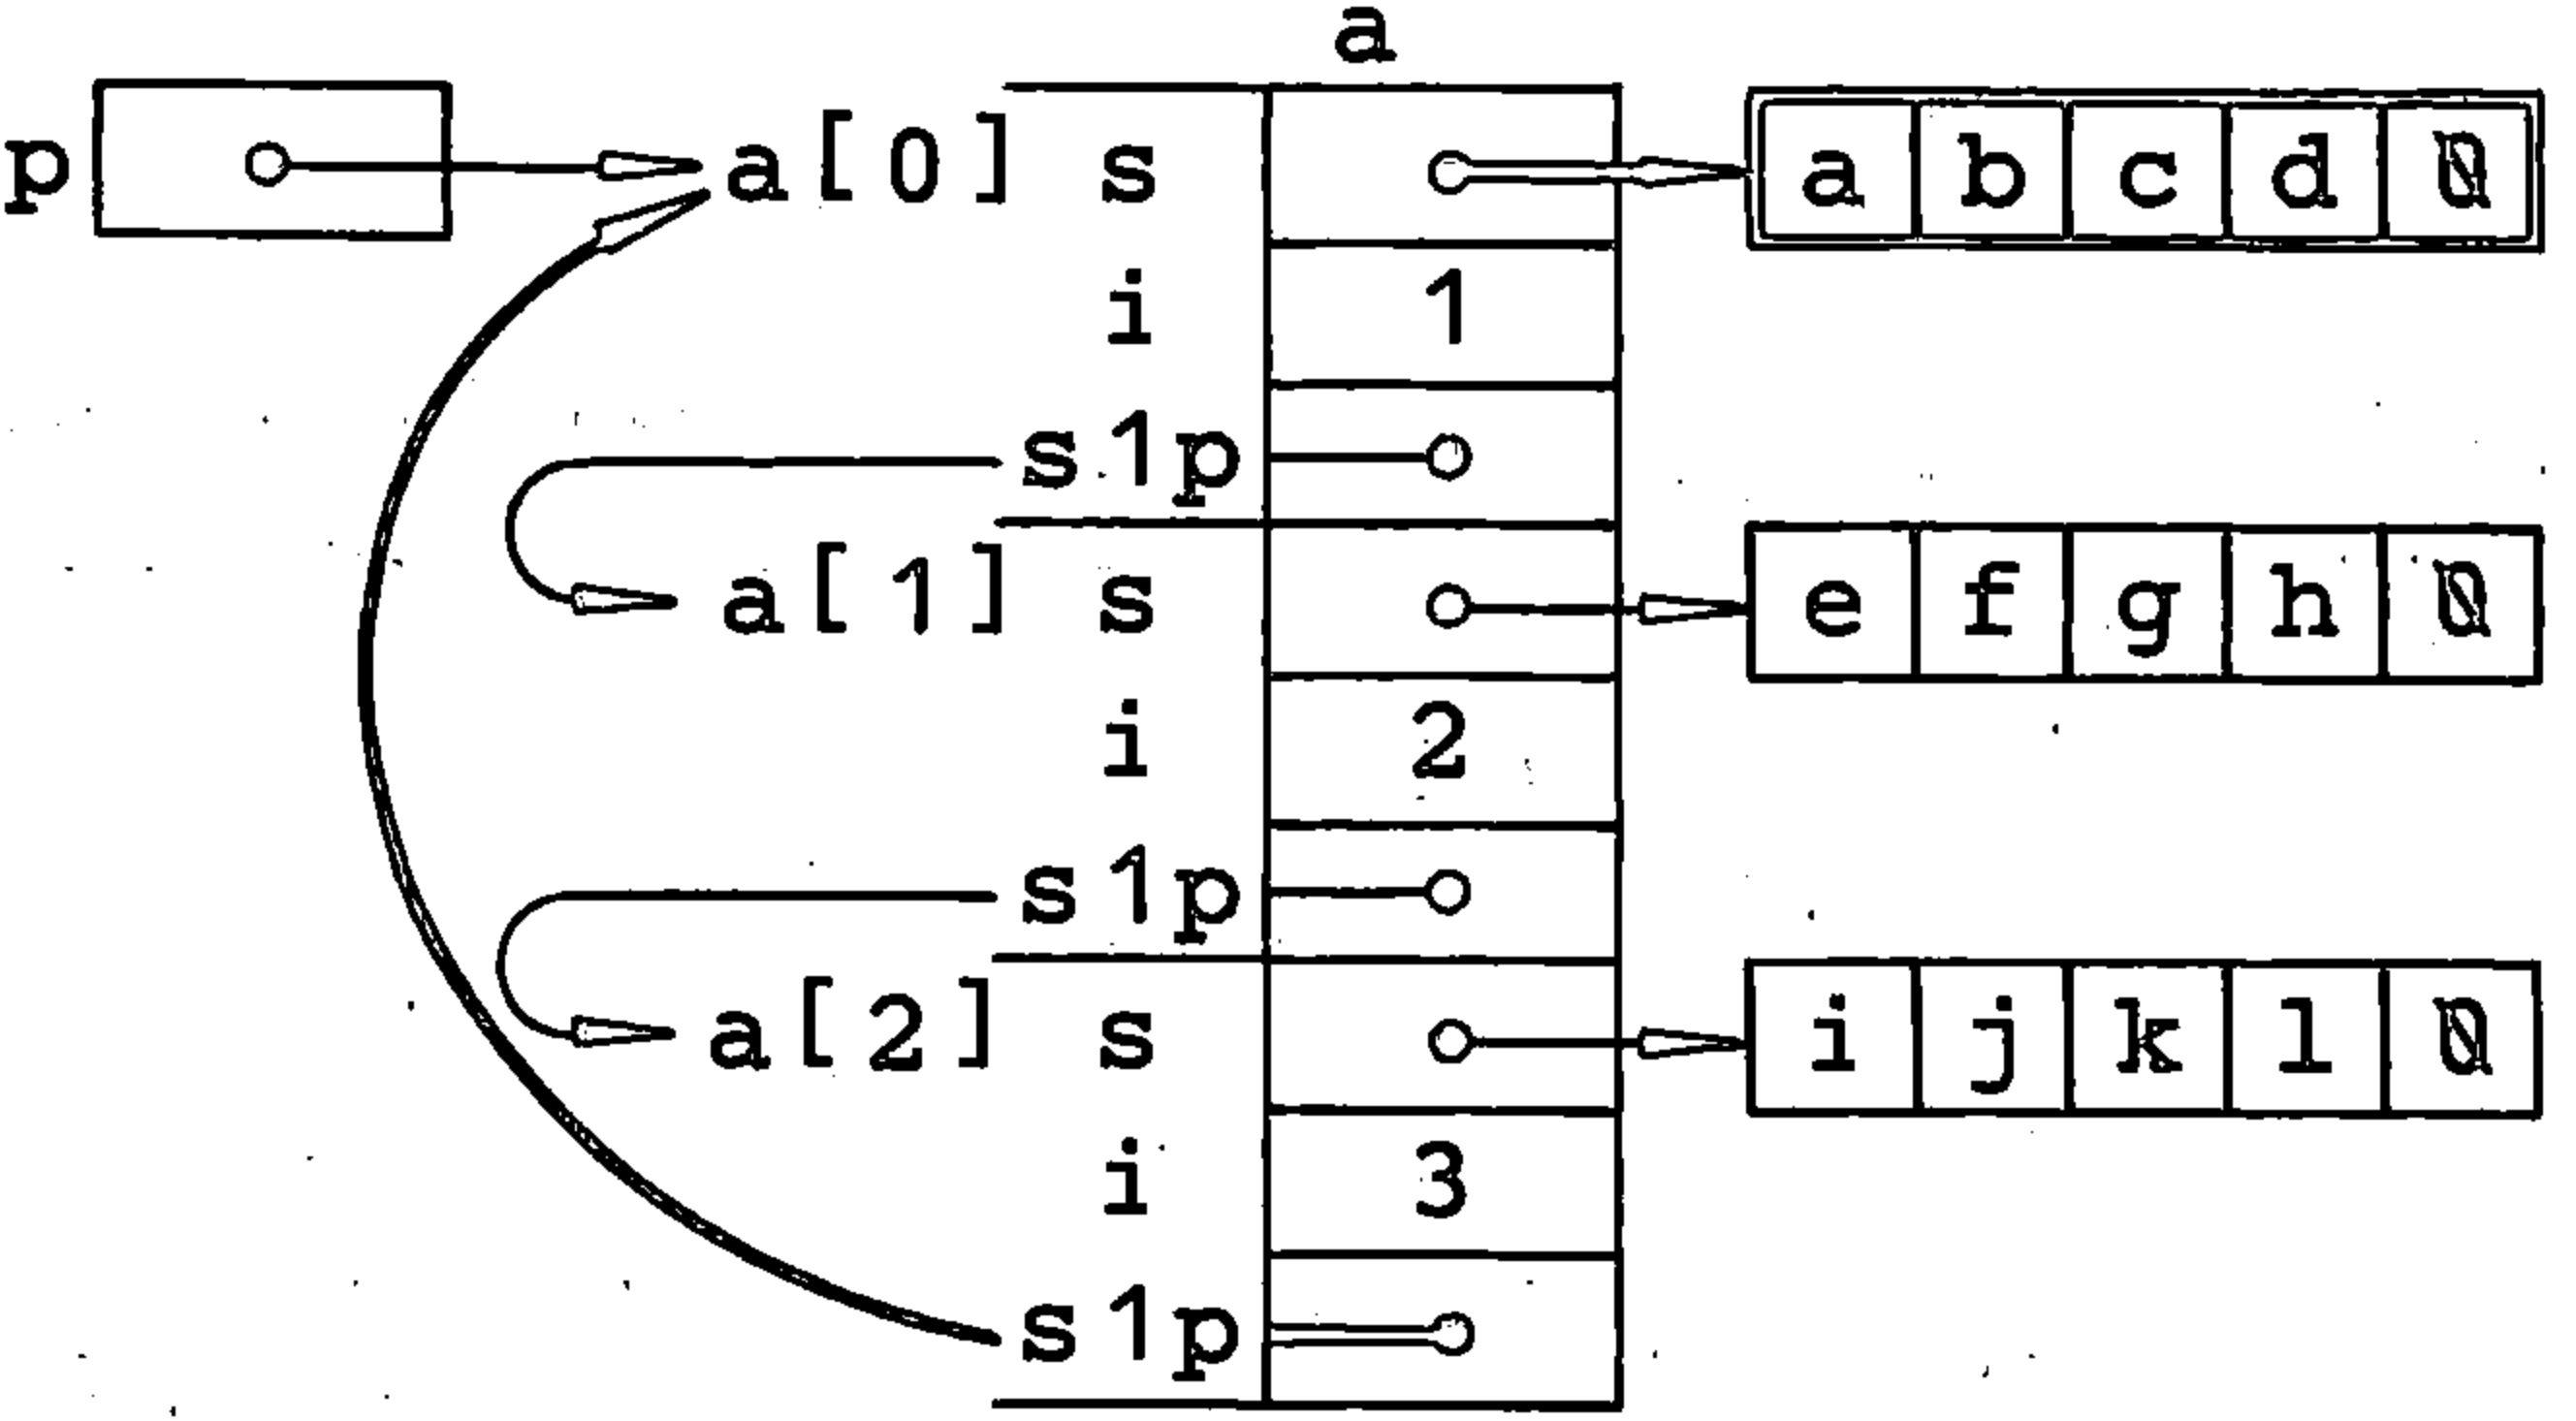 a
p a[0] s a b c d 0
i 1
s1p
a[1] s e f g h 0
i 2
s1p
a[2] s i j k l 0
i 3
s1p